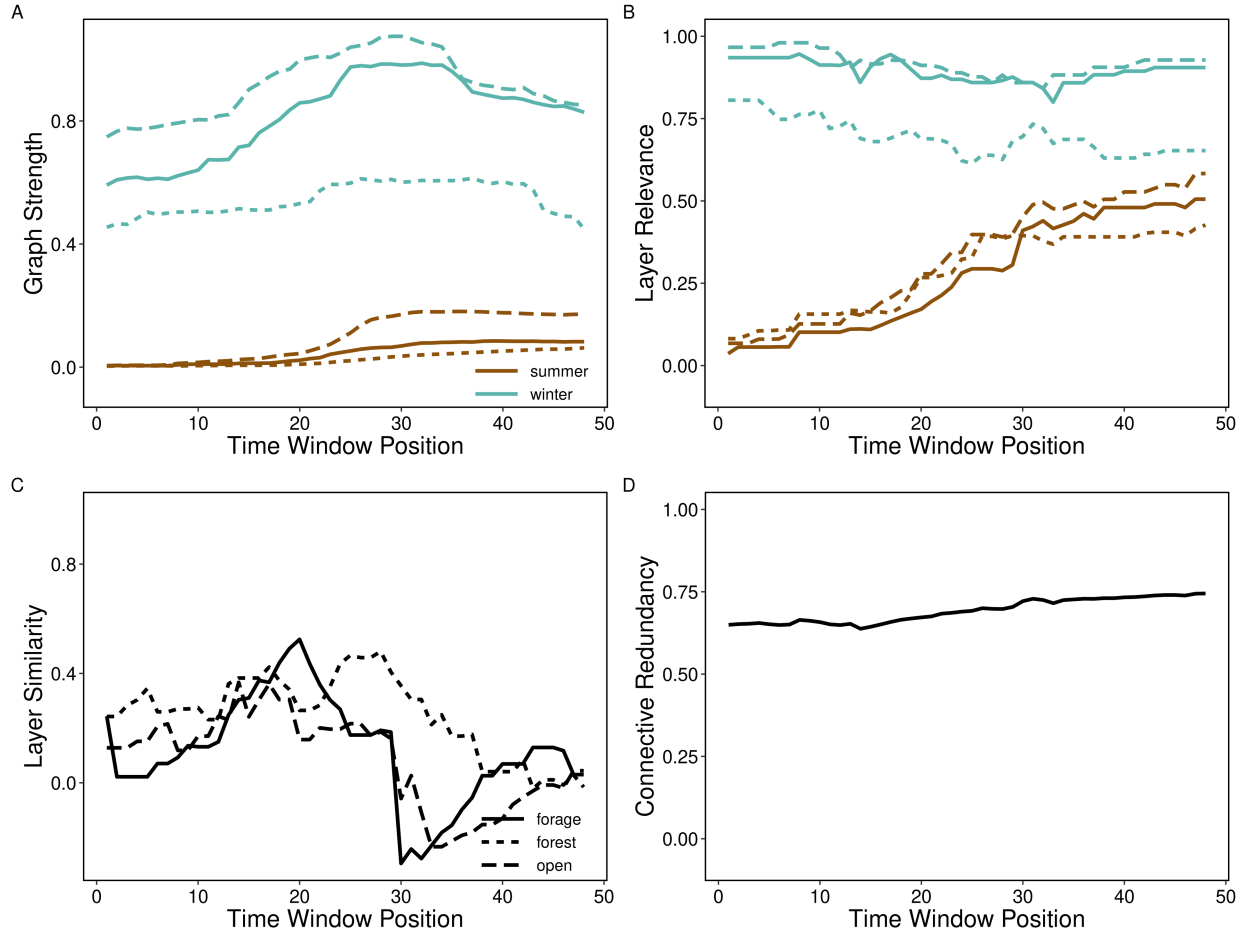 A
Graph Strength
0.8
0.4
0.0
summer
winter
0 10 20 30 40 50
Time Window Position
B
Layer Relevance
1.00
0.75
0.50
0.25
0.00
0 10 20 30 40 50
Time Window Position
C
Layer Similarity
0.8
0.4
0.0
forage
forest
open
0 10 20 30 40 50
Time Window Position
D
Connective Redundancy
1.00
0.75
0.50
0.25
0.00
0 10 20 30 40 50
Time Window Position